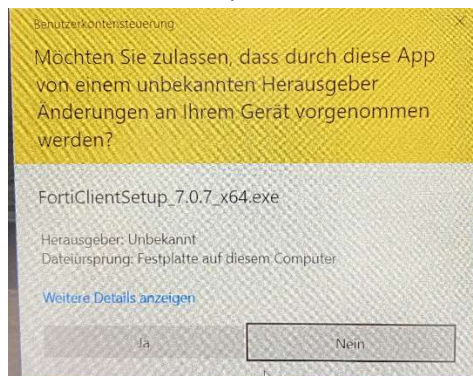 Benutzerkontensteuerung
Möchten Sie zulassen, dass durch diese App
von einem unbekannten Herausgeber
Änderungen an Ihrem Gerät vorgenommen
werden?
FortiClientSetup_7.0.7_x64.exe
Herausgeber: Unbekannt
Dateiursprung: Festplatte auf diesem Computer
Weitere Details anzeigen
Ja Nein